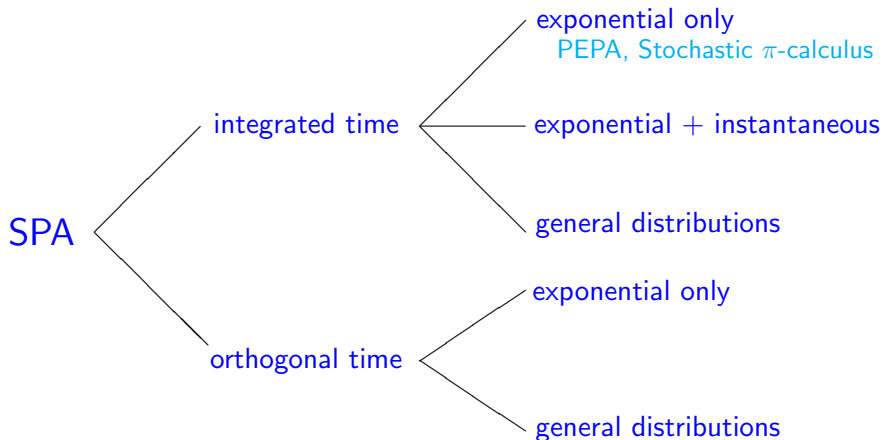 exponential only
PEPA, Stochastic π-calculus
integrated time
exponential + instantaneous
SPA
general distributions
exponential only
orthogonal time
general distributions